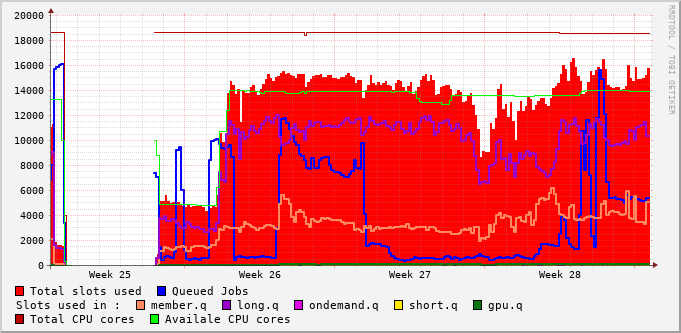 20000
18000
16000
14000
12000
10000
8000
6000
4000
2000
0
Week 25 Week 26 Week 27 Week 28
Total slots used Queued Jobs
Slots used in : member.q long.q ondemand.q short.q gpu.q
Total CPU cores Availale CPU cores
RRDTOOL / TOBI OETIKER